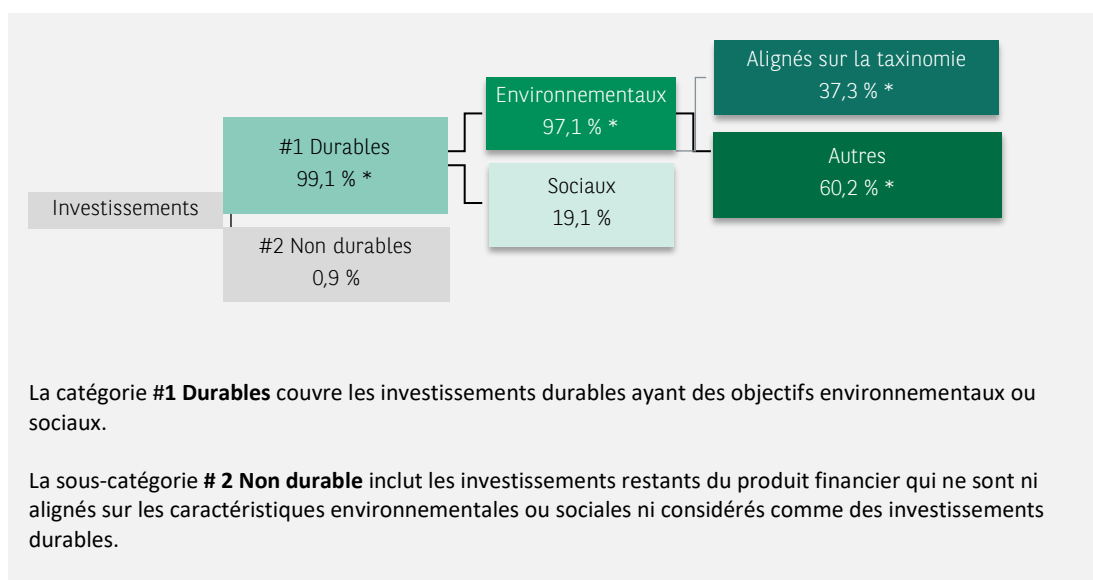 Alignés sur la taxinomie
37,3 % *
Environnementaux
97,1 % *
#1 Durables
99,1 % *
Autres
60,2 % *
Sociaux
19,1 %
Investissements
#2 Non durables
0,9 %
La catégorie #1 Durables couvre les investissements durables ayant des objectifs environnementaux ou
sociaux.
La sous-catégorie # 2 Non durable inclut les investissements restants du produit financier qui ne sont ni
alignés sur les caractéristiques environnementales ou sociales ni considérés comme des investissements
durables.